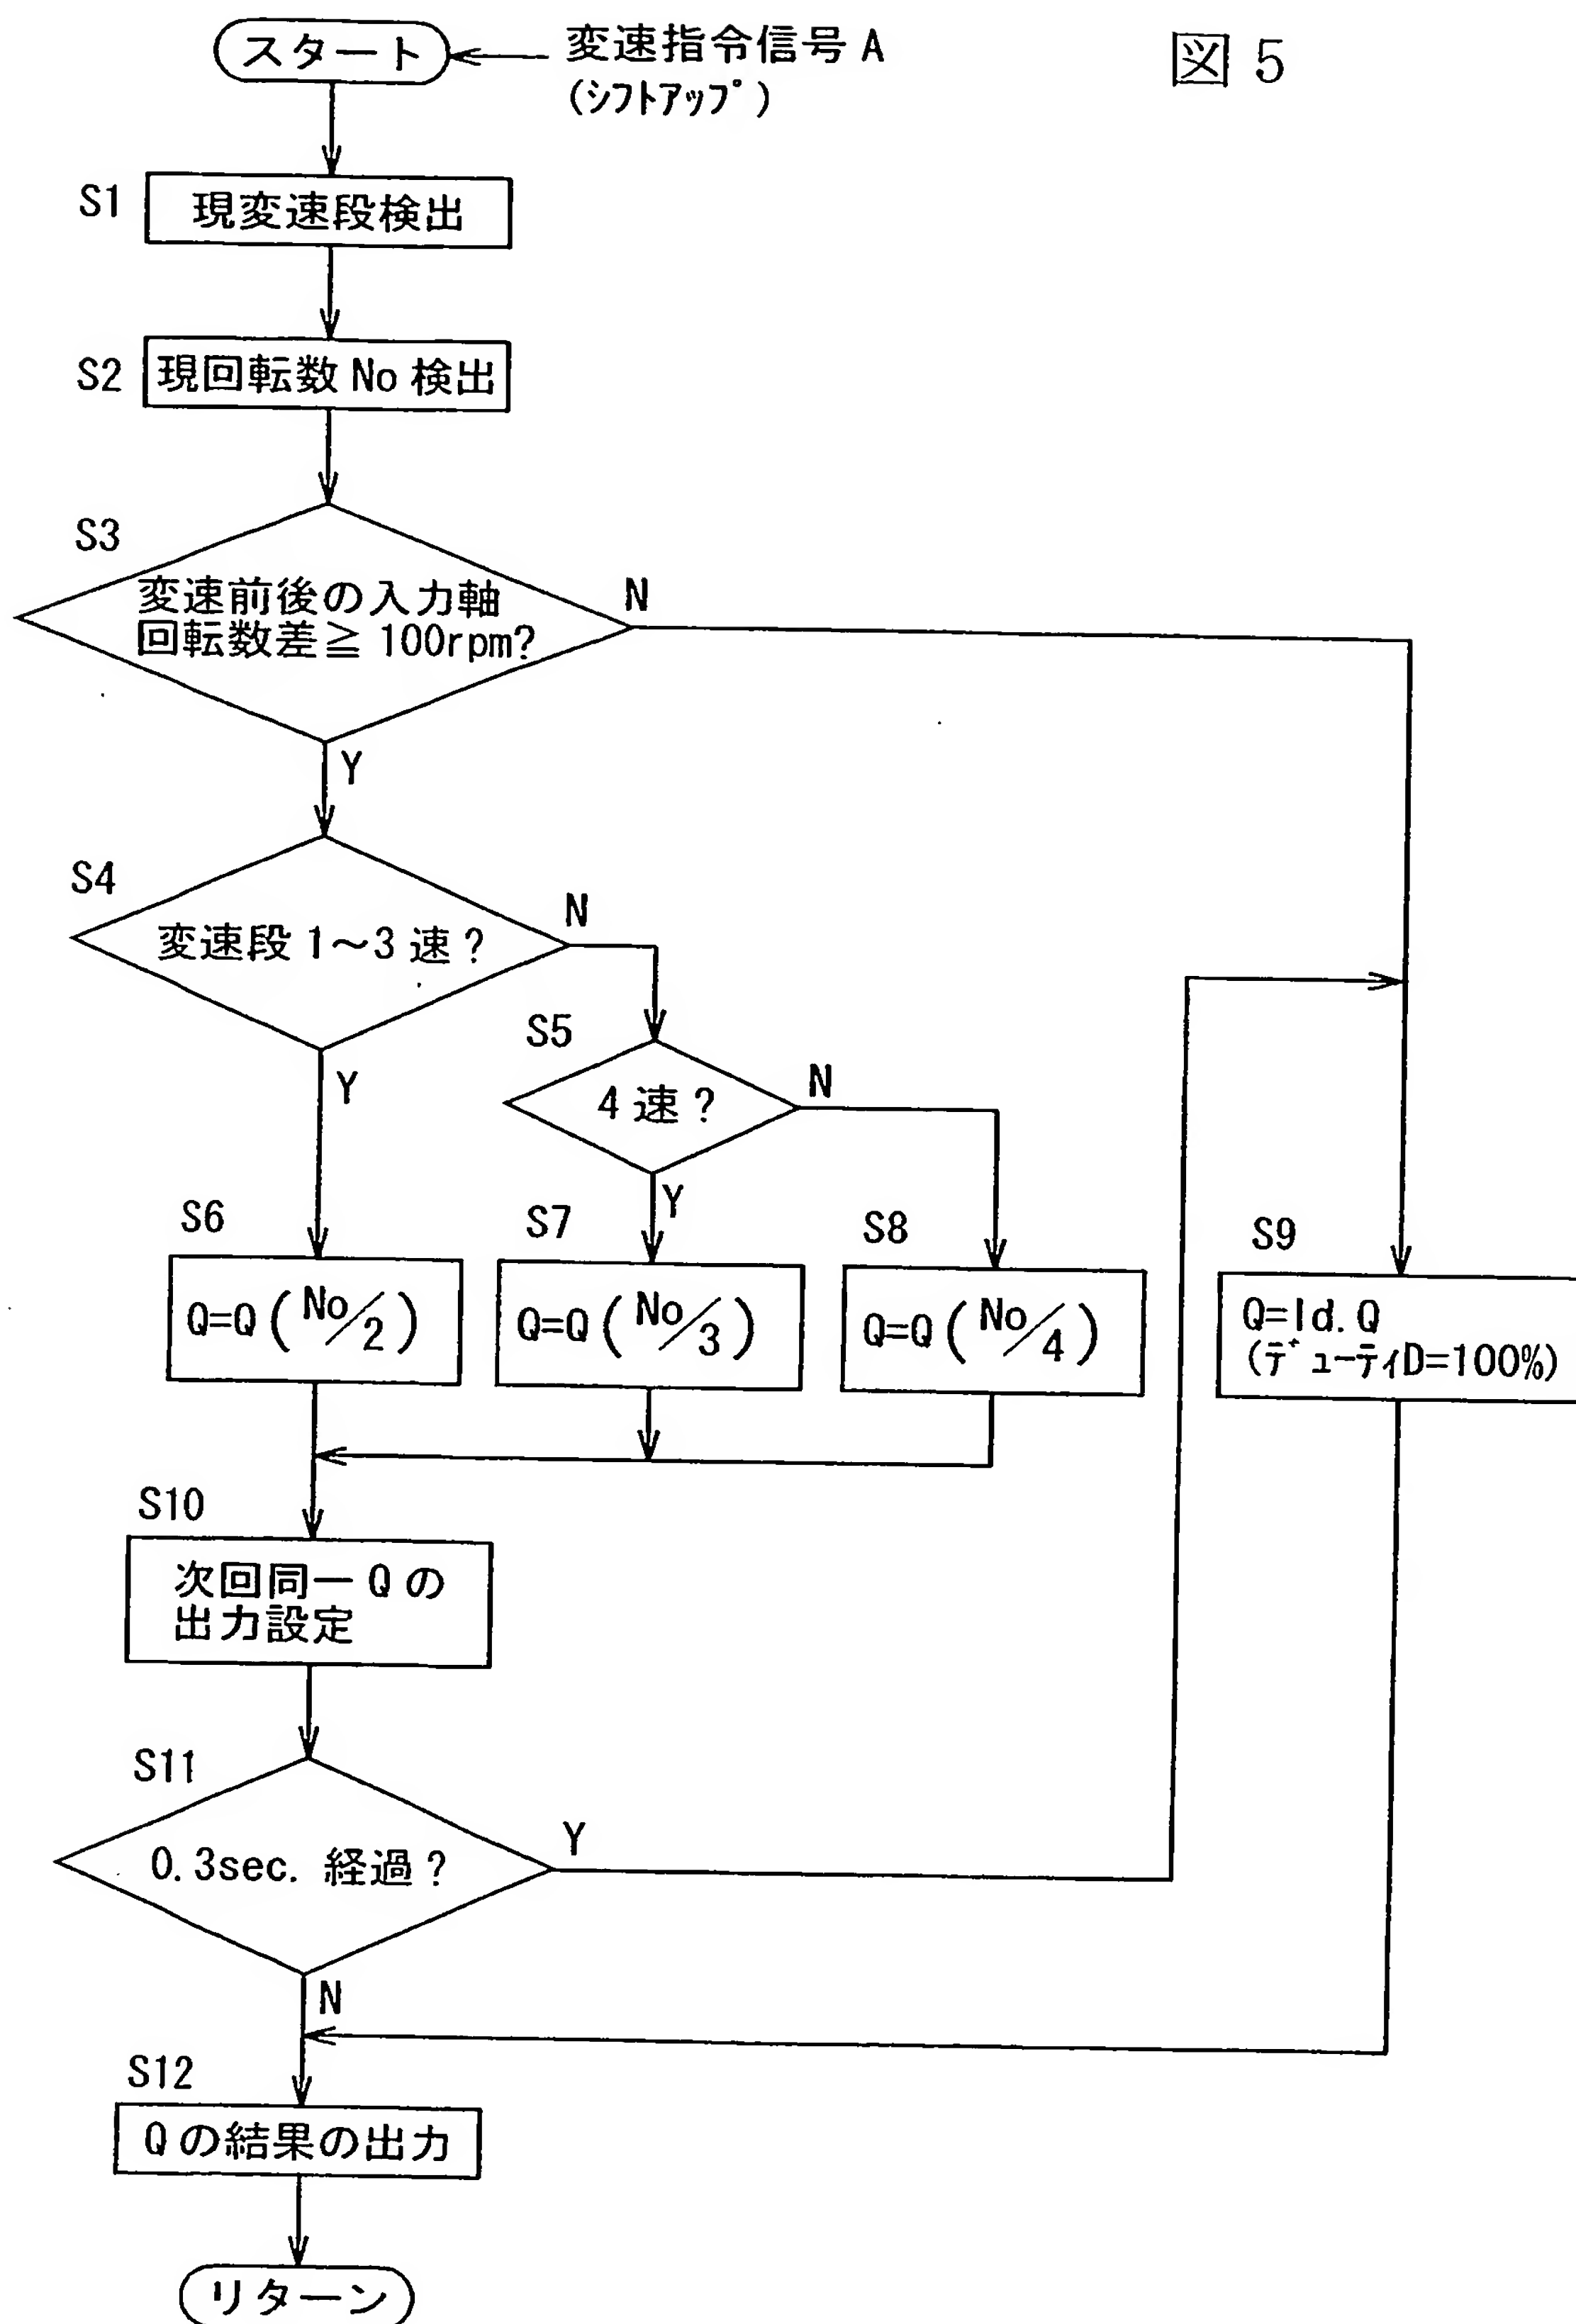 図 5
スタート
変速指令信号 A
(シフトアップ)
S1
現変速段検出
S2
現回転数 No 検出
S3
変速前後の入力軸
回転数差≧ 100rpm?
N
Y
S4
変速段 1～3 速?
N
Y
S5
4 速?
N
Y
S6
Q=Q (No/2)
S7
Q=Q (No/3)
S8
Q=Q (No/4)
S9
Q=Id. Q
(デューティD=100%)
S10
次回同一 Q の
出力設定
S11
0.3sec. 経過?
Y
N
S12
Q の結果の出力
リターン